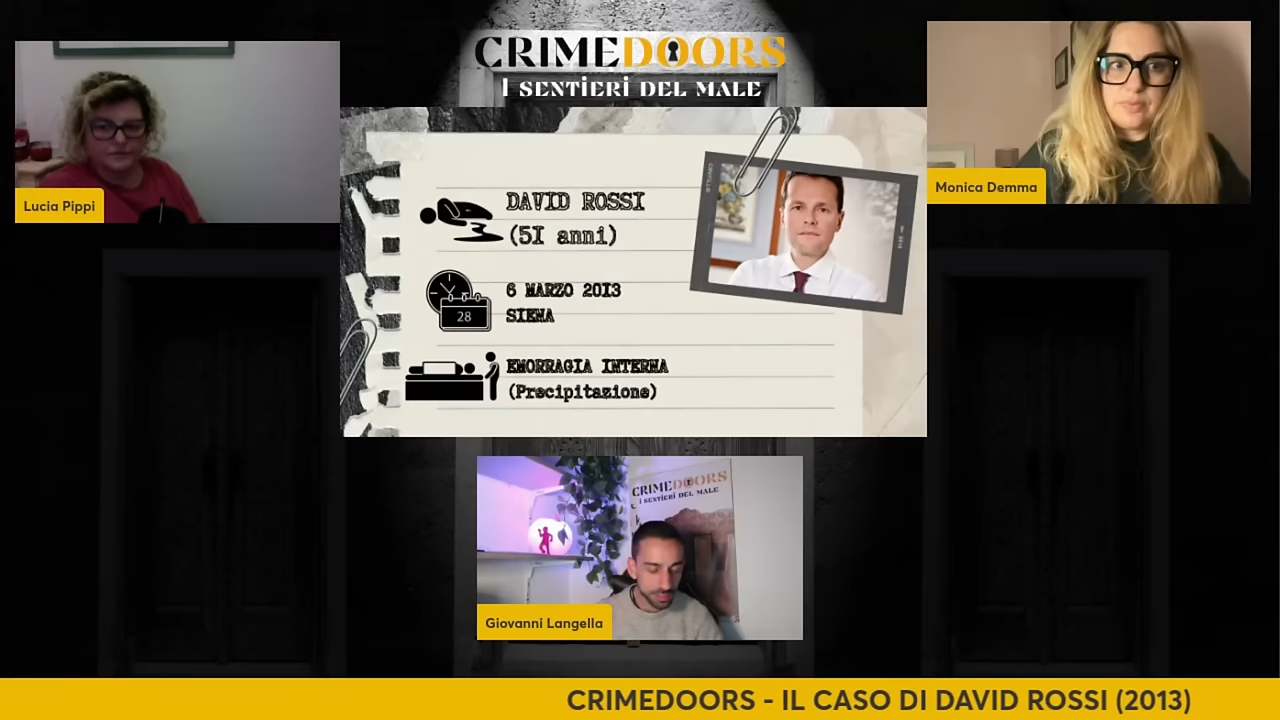 CRIMEDOORS
I SENTIERI DEL MALE
Lucia Pippi
Monica Demma
DAVID ROSSI
(51 anni)
6 MARZO 2013
SIENA
28
EMORRAGIA INTERNA
(Precipitazione)
CRIMEDOORS
I SENTIERI DEL MALE
Giovanni Langella
CRIMEDOORS - IL CASO DI DAVID ROSSI (2013)